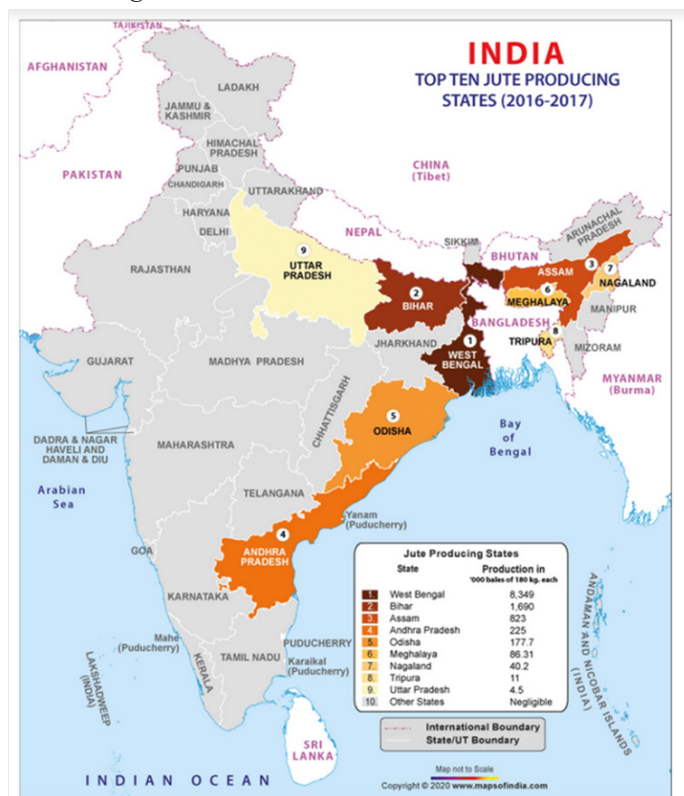 INDIA
TOP TEN JUTE PRODUCING
STATES (2016-2017)
TAJIKISTAN
AFGHANISTAN
LADAKH
JAMMU &
KASHMIR
HIMACHAL
PRADESH
PUNJAB
CHANDIGARH
PAKISTAN
UTTARAKHAND
CHINA
(Tibet)
HARYANA
DELHI
NEPAL
SIKKIM
BHUTAN
ARUNACHAL
PRADESH
RAJASTHAN
9
UTTAR
PRADESH
2
BIHAR
ASSAM
3
7
NAGALAND
6
MEGHALAYA
MANIPUR
BANGLADESH
8
TRIPURA
MIZORAM
MYANMAR
(Burma)
GUJARAT
MADHYA PRADESH
JHARKHAND
1
WEST
BENGAL
CHHATTISGARH
5
ODISHA
Bay
of
Bengal
DADRA & NAGAR
HAVELI AND
DAMAN & DIU
MAHARASHTRA
Arabian
Sea
TELANGANA
Yanam
(Puducherry)
4
ANDHRA
PRADESH
GOA
KARNATAKA
Mahe
(Puducherry)
PUDUCHERRY
TAMIL NADU
Karaikal
(Puducherry)
KERALA
LAKSHADWEEP
(INDIA)
SRI
LANKA
INDIAN OCEAN
ANDAMAN AND NICOBAR ISLANDS
(INDIA)
Jute Producing States
State Production in
'000 bales of 180 kg. each
1 West Bengal 8,349
2 Bihar 1,690
3 Assam 823
4 Andhra Pradesh 225
5 Odisha 177.7
6 Meghalaya 86.31
7 Nagaland 40.2
8. Tripura 11
9. Uttar Pradesh 4.5
10. Other States Negligible
International Boundary
State/UT Boundary
Map not to Scale
Copyright © 2020 www.mapsofindia.com